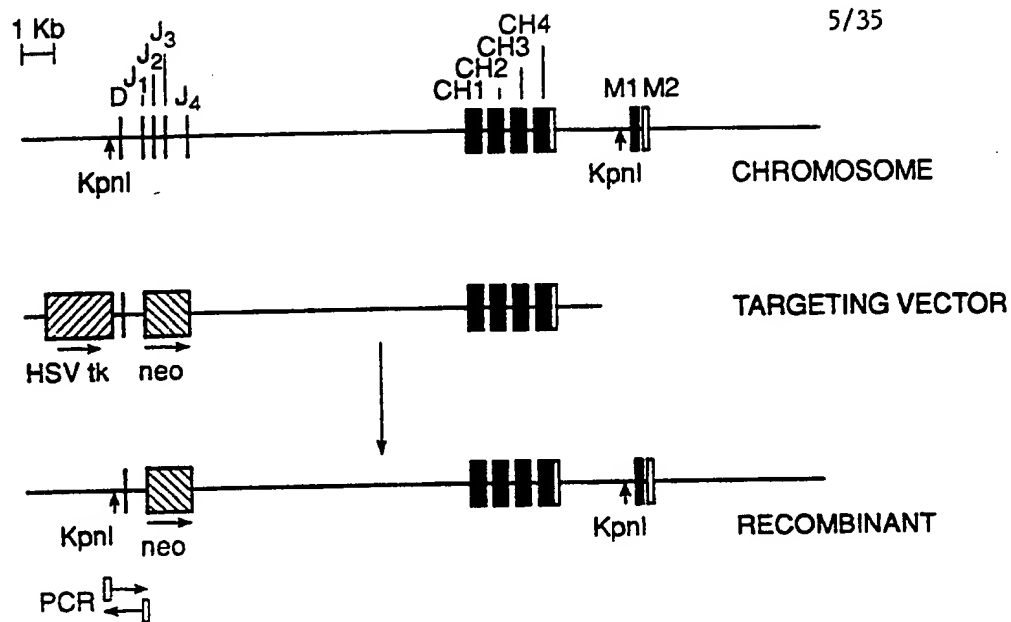 5/35
1 Kb
D J1 J2 J3 J4
CH1 CH2 CH3 CH4
M1 M2
KpnI
KpnI
CHROMOSOME
TARGETING VECTOR
HSV tk
neo
KpnI
neo
KpnI
RECOMBINANT
PCR